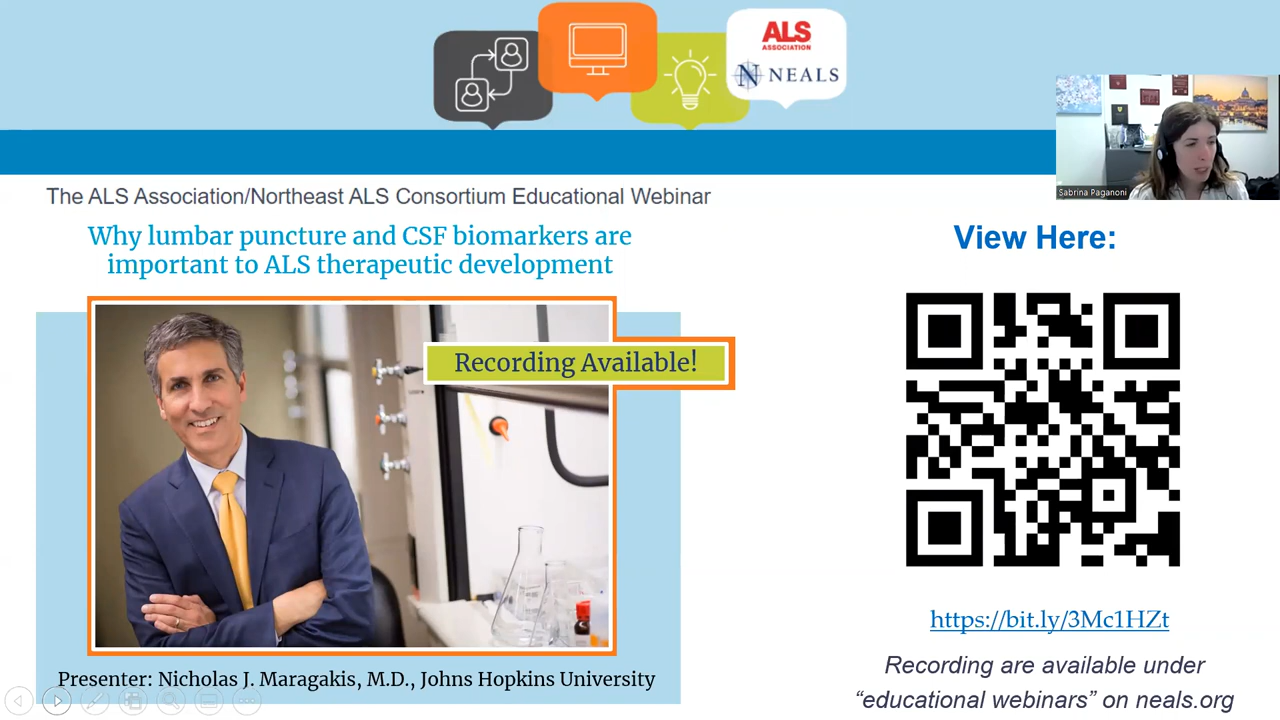 ALS
ASSOCIATION
NEALS
Sabrina Paganoni
The ALS Association/Northeast ALS Consortium Educational Webinar
Why lumbar puncture and CSF biomarkers are
important to ALS therapeutic development
Recording Available!
Presenter: Nicholas J. Maragakis, M.D., Johns Hopkins University
View Here:
https://bit.ly/3Mc1HZt
Recording are available under
“educational webinars” on neals.org